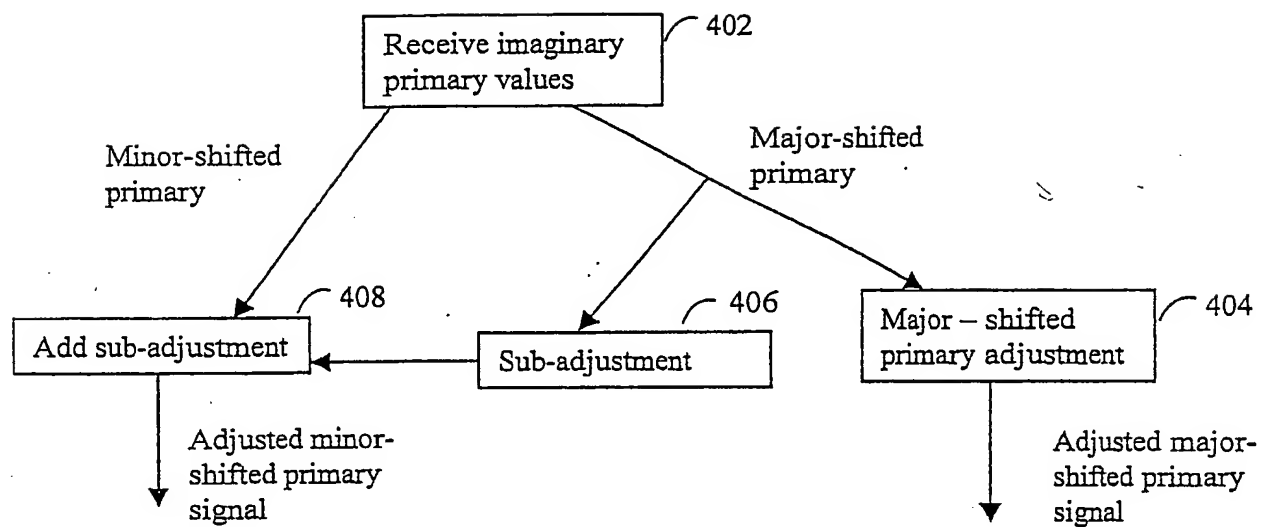 Receive imaginary
primary values
402
Minor-shifted
primary
Major-shifted
primary
408
Add sub-adjustment
406
Sub-adjustment
404
Major – shifted
primary adjustment
Adjusted minor-
shifted primary
signal
Adjusted major-
shifted primary
signal